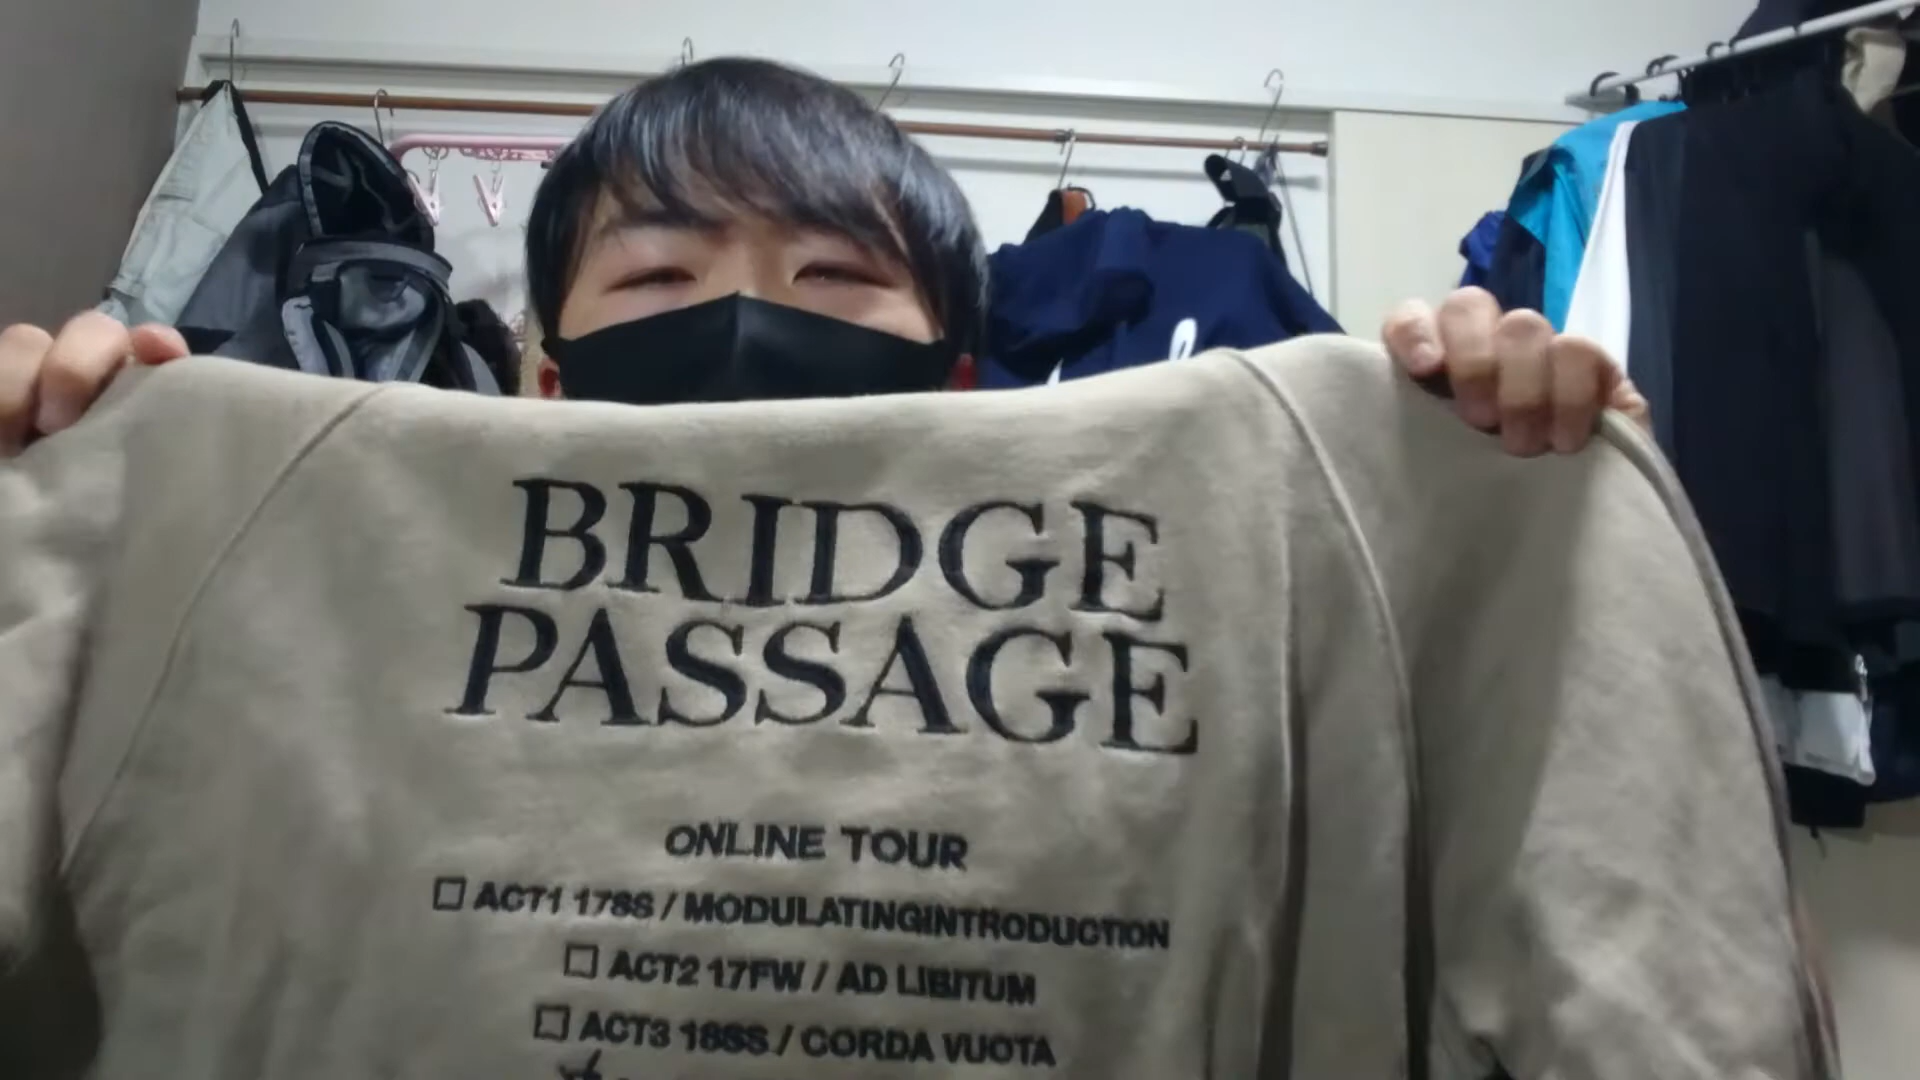 BRIDGE
PASSAGE
ONLINE TOUR
☐ ACT1 17SS / MODULATINGINTRODUCTION
☐ ACT2 17FW / AD LIBITUM
☐ ACT3 18SS / CORDA VUOTA